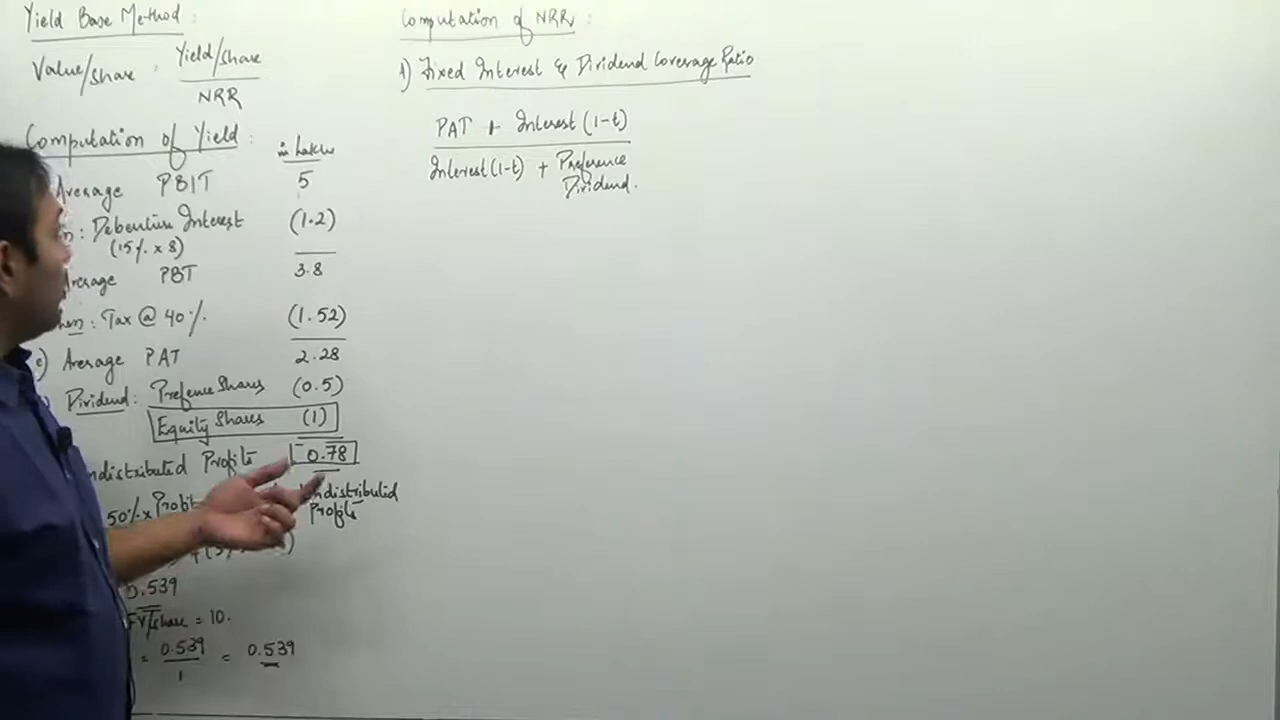 Yield Base Method :
Value/share : Yield/share
NRR
Computation of Yield :
in Lakhs
Average PBIT 5
Debenture Interest (1.2)
(15% x 8)
PBT 3.8
Tax @ 40% (1.52)
c) Average PAT 2.28
Dividend : Prefence Shares (0.5)
Equity Shares (1)
Profits 0.78
50% x Profit
Profits
0.539
FV/share = 10.
= 0.539 = 0.539
1
Computation of NRR :
1) Fixed Interest & Dividend Coverage Ratio
PAT + Interest (1-t)
Interest (1-t) + Preference
Dividend.